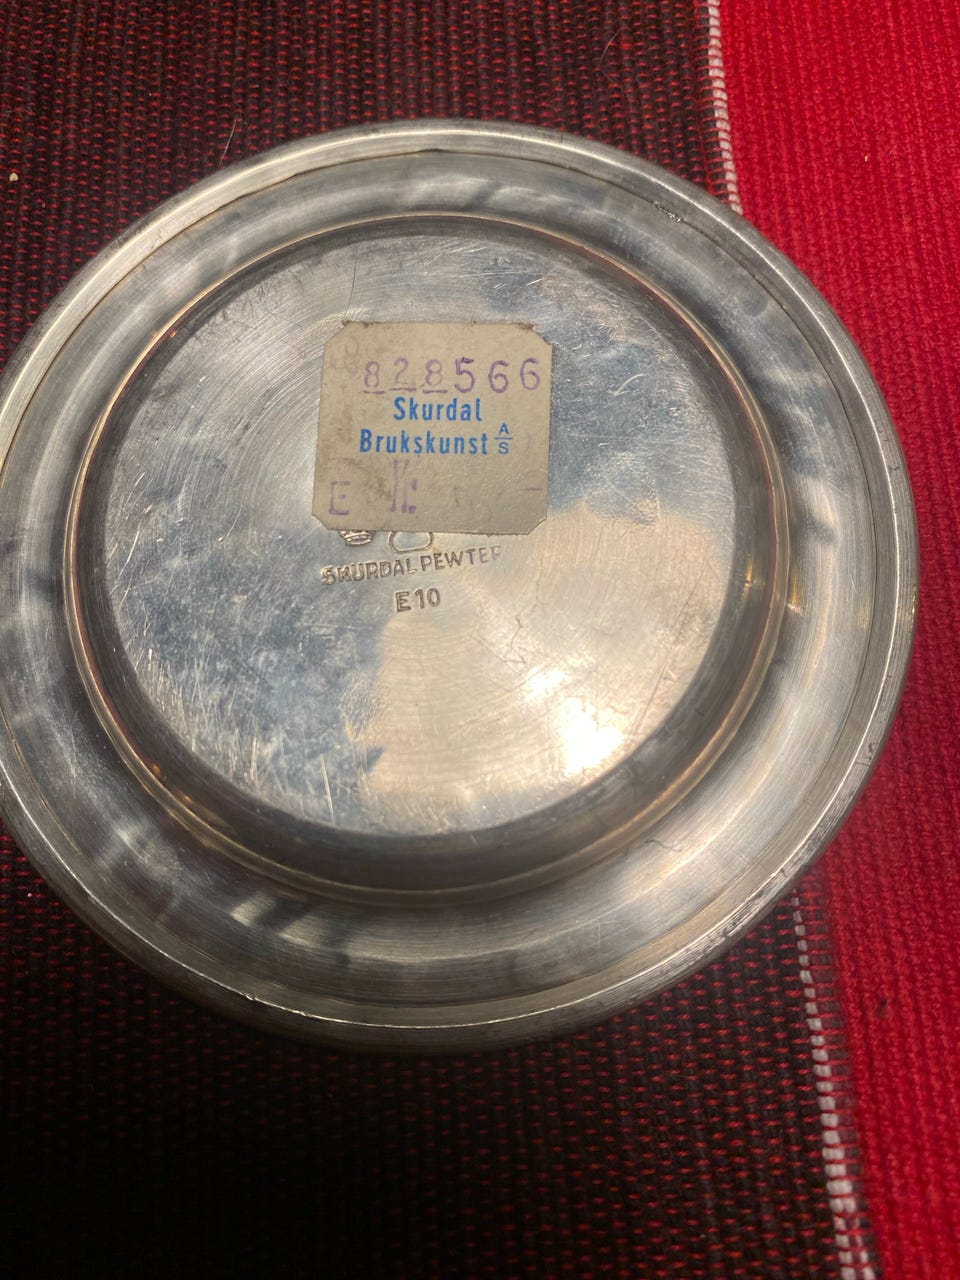 828566
Skurdal
Brukskunst A/S
E
SKURDAL PEWTER
E10